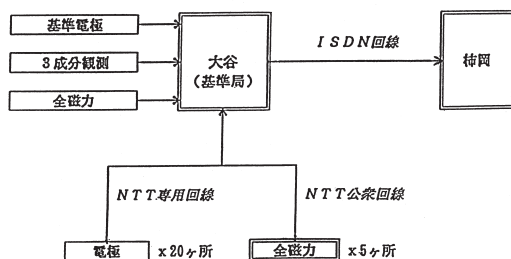 基準電極
3成分観測
全磁力
大谷
(基準局)
ISDN回線
柿岡
NTT専用回線
NTT公衆回線
電極 x20ヶ所
全磁力 x5ヶ所